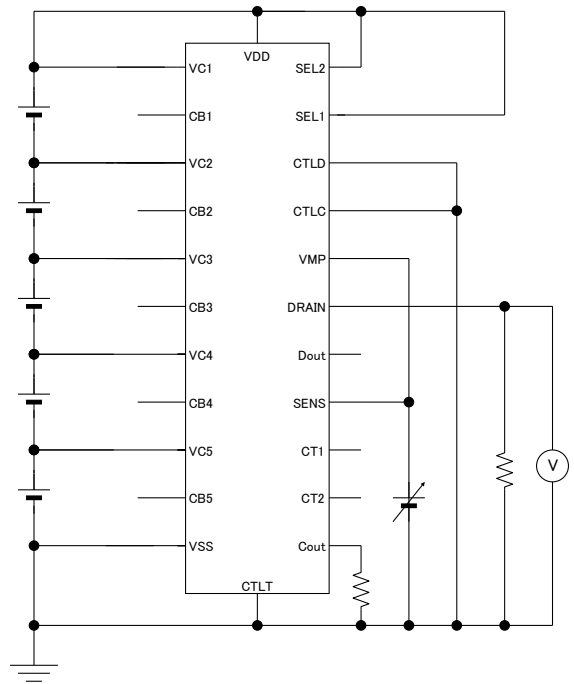 VDD
VC1
SEL2
CB1
SEL1
VC2
CTLD
CB2
CTLC
VC3
VMP
CB3
DRAIN
VC4
Dout
CB4
SENS
VC5
CT1
V
CB5
CT2
VSS
Cout
CTLT